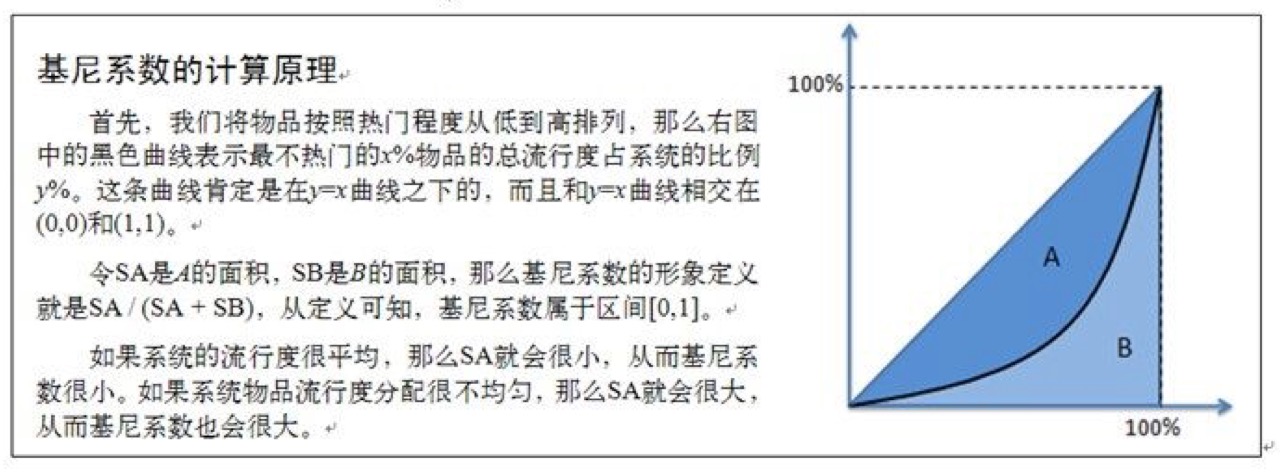 基尼系数的计算原理
首先，我们将物品按照热门程度从低到高排列，那么右图
中的黑色曲线表示最不热门的x%物品的总流行度占系统的比例
y%。这条曲线肯定是在y=x曲线之下的，而且和y=x曲线相交在
(0,0)和(1,1)。
令SA是A的面积，SB是B的面积，那么基尼系数的形象定义
就是SA / (SA + SB)，从定义可知，基尼系数属于区间[0,1]。
如果系统的流行度很平均，那么SA就会很小，从而基尼系
数很小。如果系统物品流行度分配很不均匀，那么SA就会很大，
从而基尼系数也会很大。
100%
A
B
100%